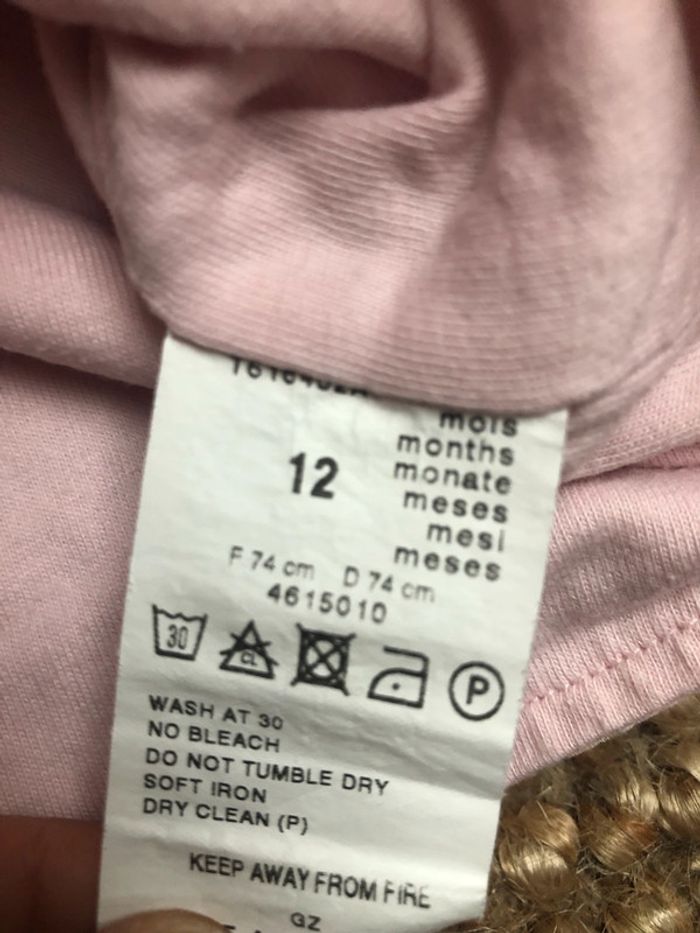 mois
months
12 monate
meses
mesi
meses
F 74 cm D 74 cm
4615010
30 CL P
WASH AT 30
NO BLEACH
DO NOT TUMBLE DRY
SOFT IRON
DRY CLEAN (P)
KEEP AWAY FROM FIRE
GZ